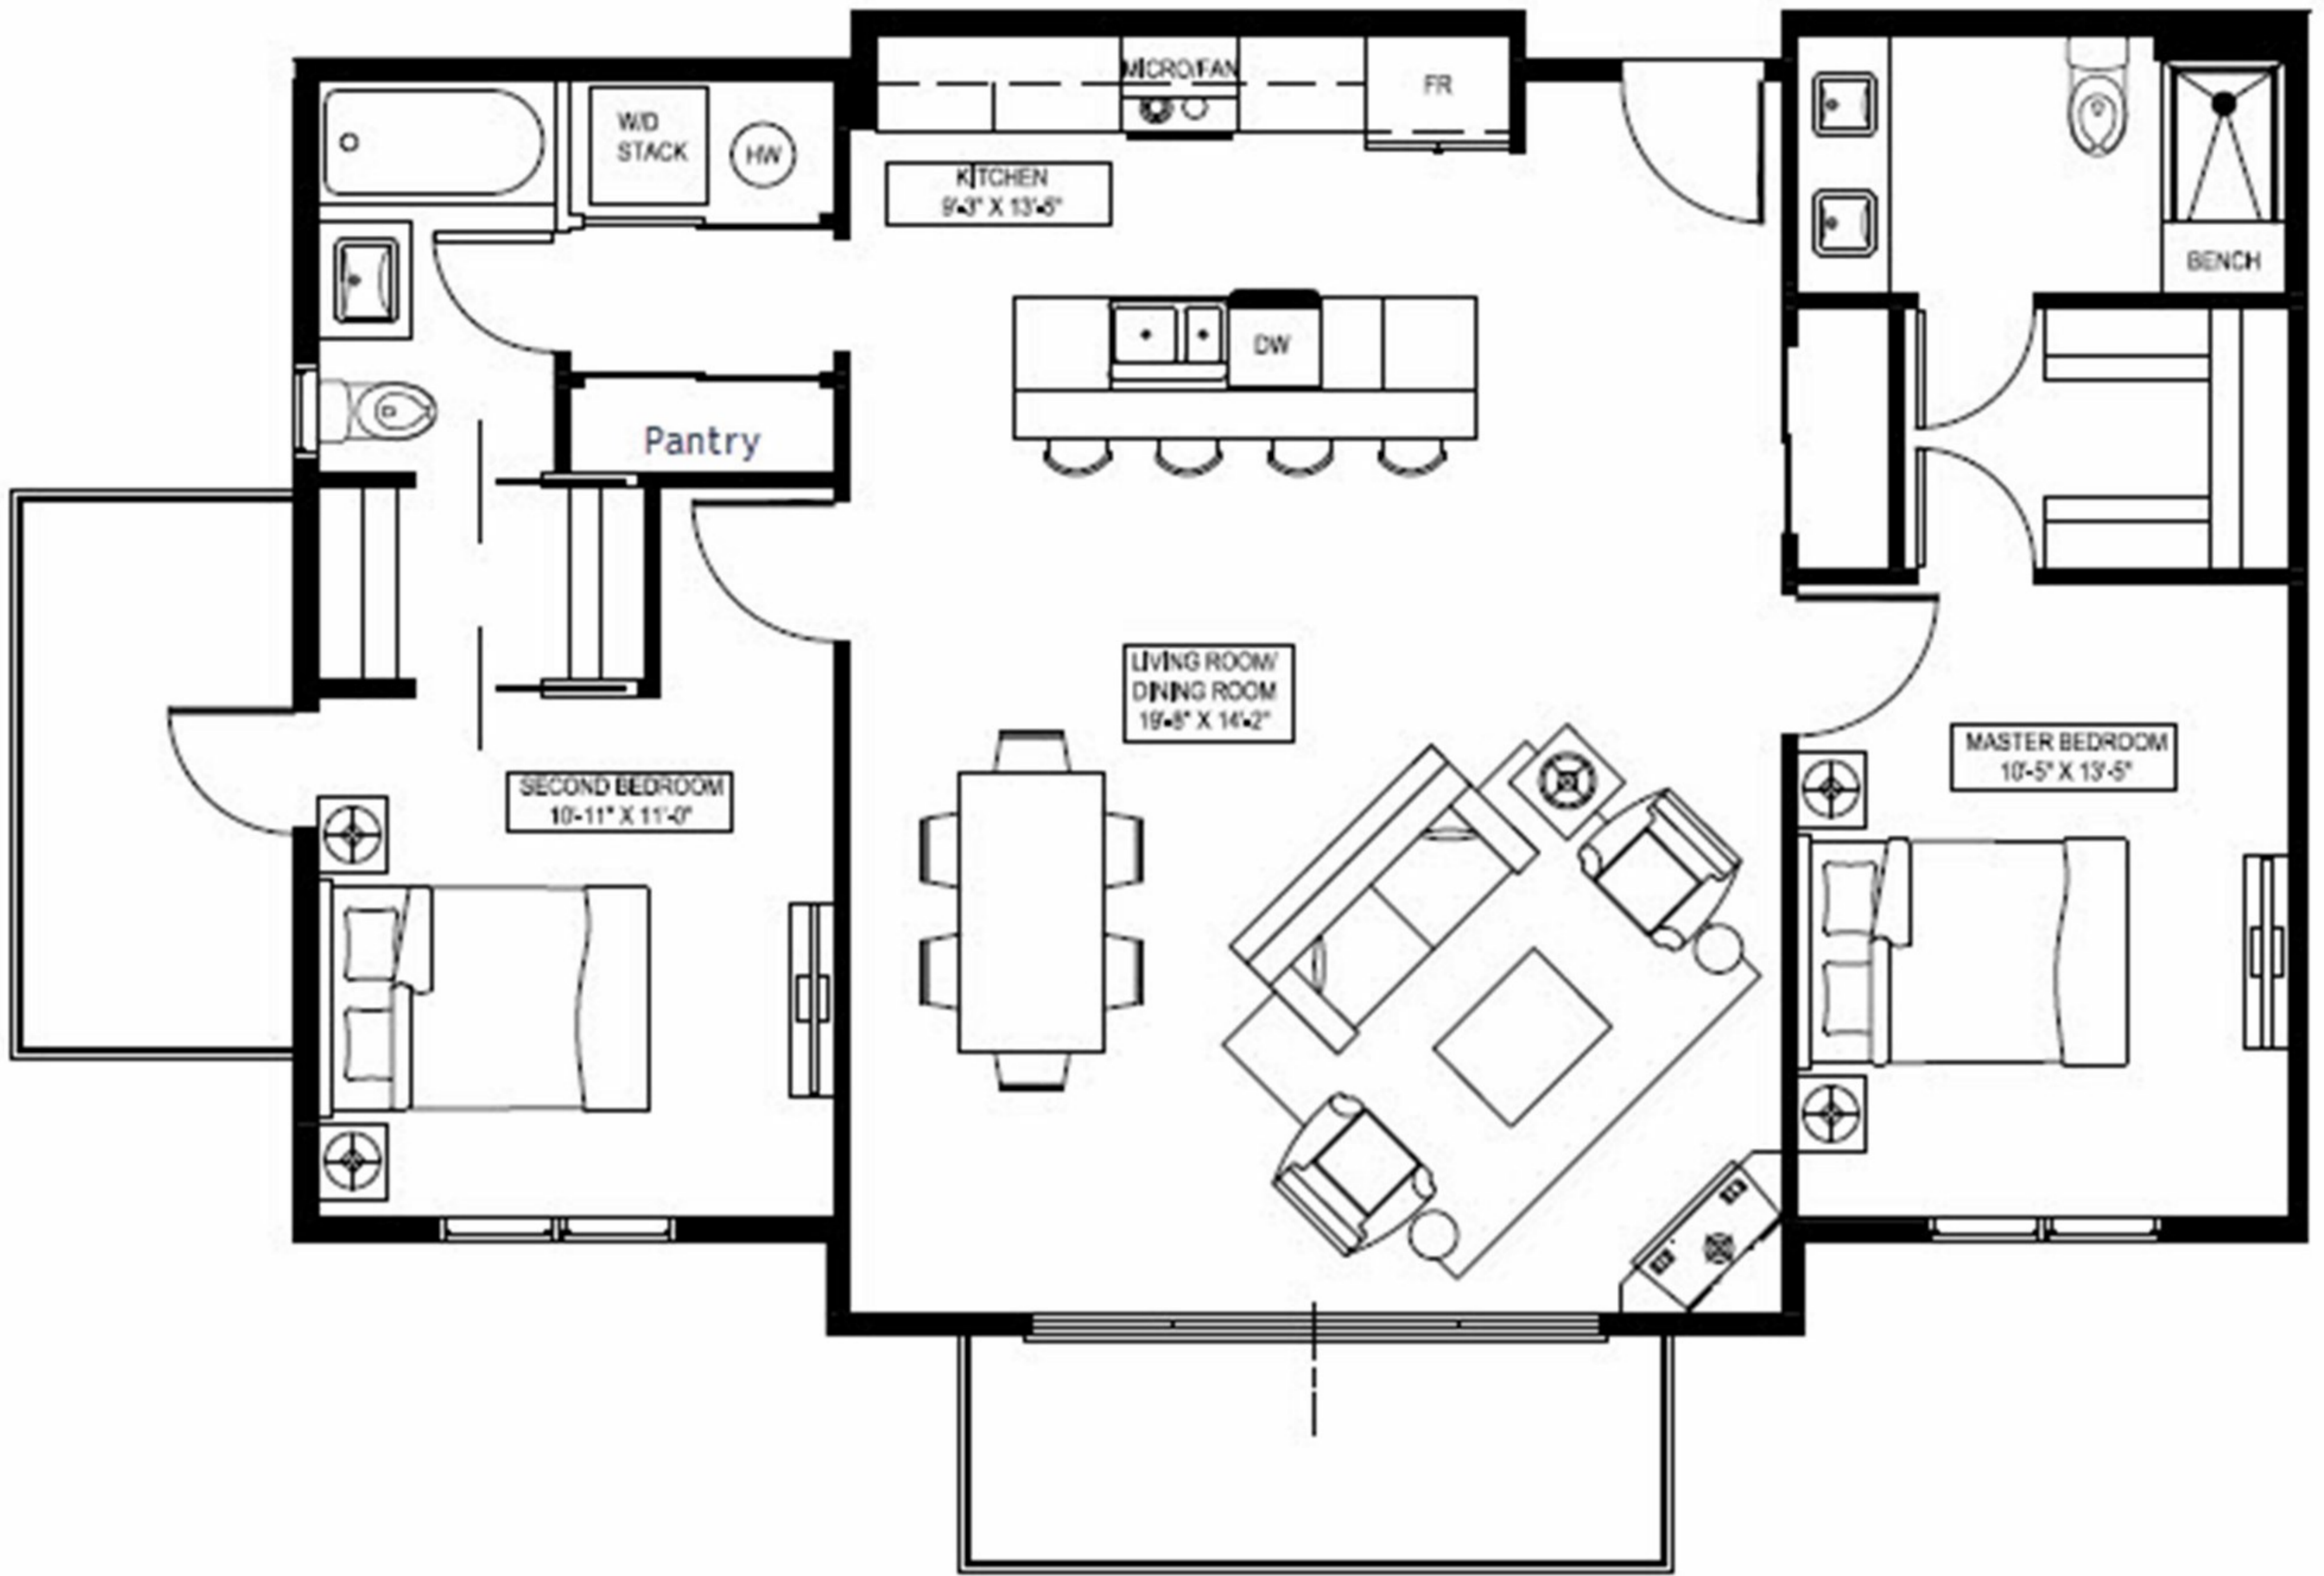 MICRO/FAN
FR
W/D
STACK
HW
KITCHEN
9'-3" X 13'-5"
BENCH
DW
Pantry
LIVING ROOM/
DINING ROOM
19'-8" X 14'-2"
MASTER BEDROOM
10'-5" X 13'-5"
SECOND BEDROOM
10'-11" X 11'-0"